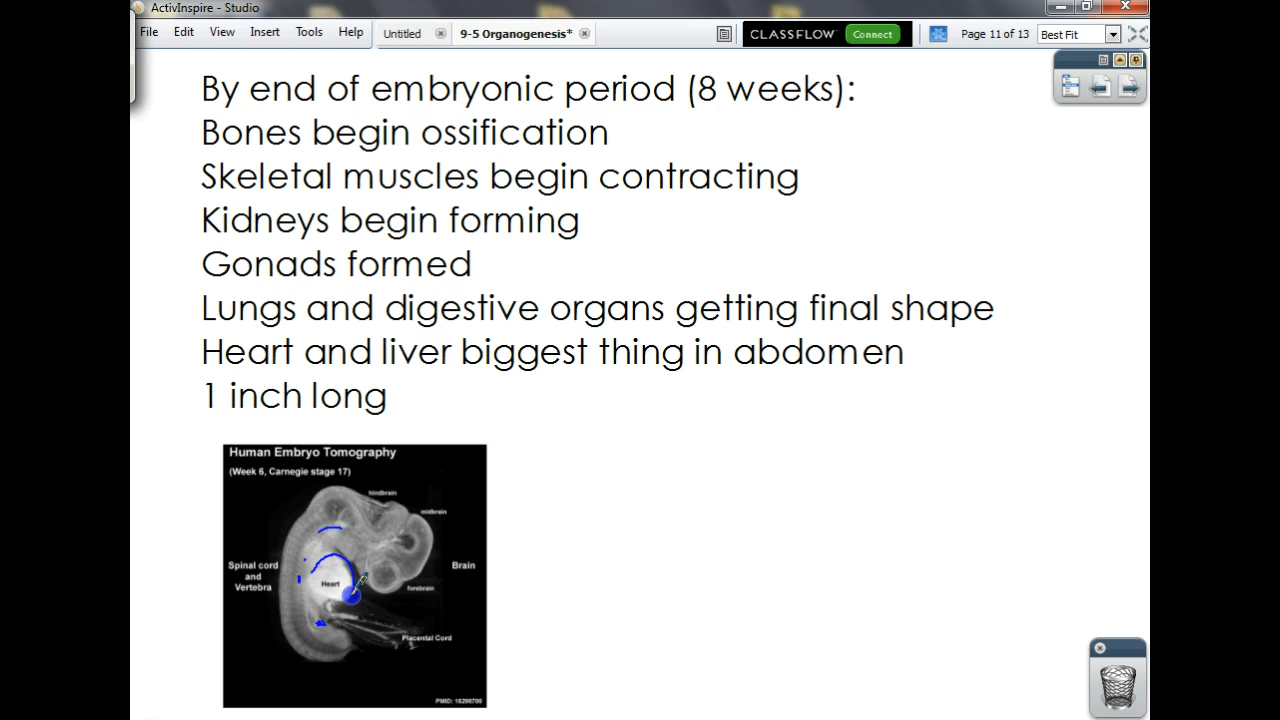 ActivInspire - Studio
File Edit View Insert Tools Help Untitled 9-5 Organogenesis* CLASSFLOW Connect Page 11 of 13 Best Fit
By end of embryonic period (8 weeks):
Bones begin ossification
Skeletal muscles begin contracting
Kidneys begin forming
Gonads formed
Lungs and digestive organs getting final shape
Heart and liver biggest thing in abdomen
1 inch long
Human Embryo Tomography
(Week 6, Carnegie stage 17)
hindbrain
midbrain
Spinal cord
and
Vertebra
Brain
Heart
forebrain
Placental Cord